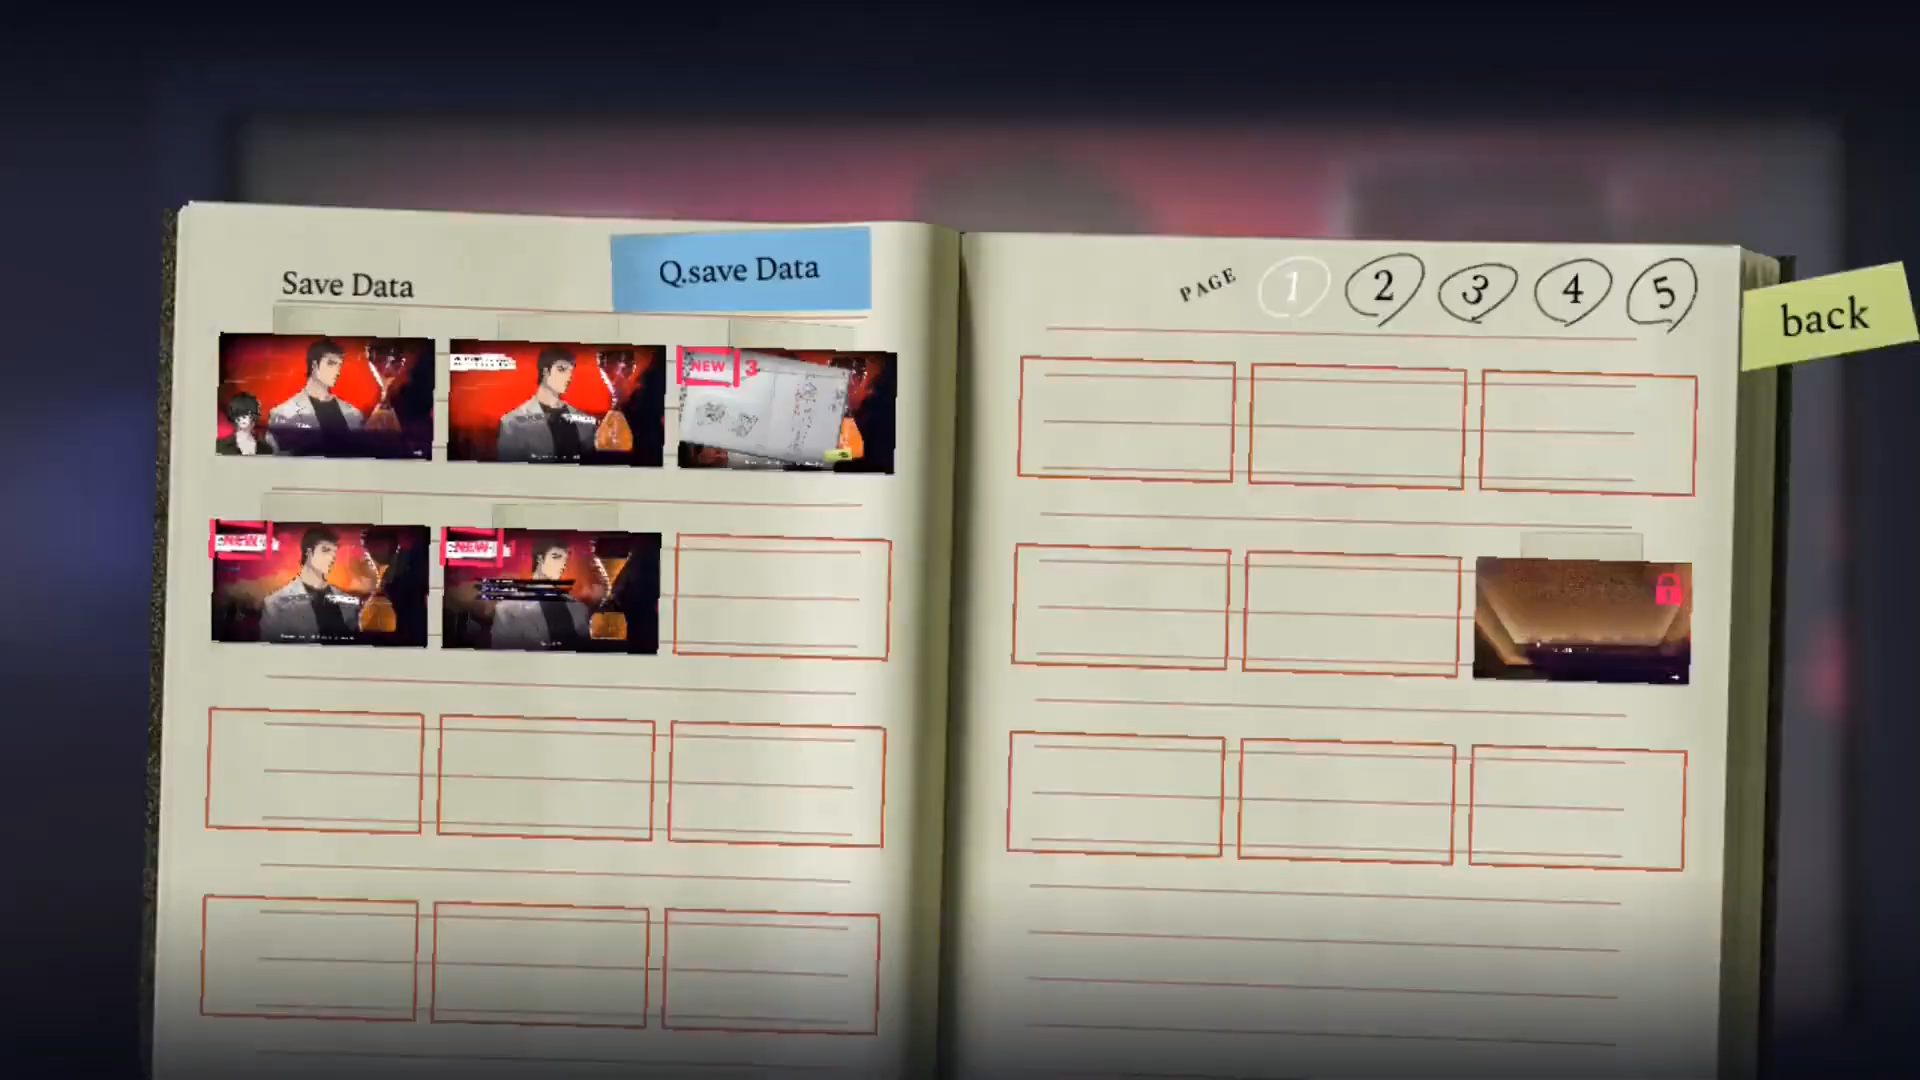 Save Data
Q.save Data
PAGE 1 2 3 4 5
back
NEW 3
NEW
NEW